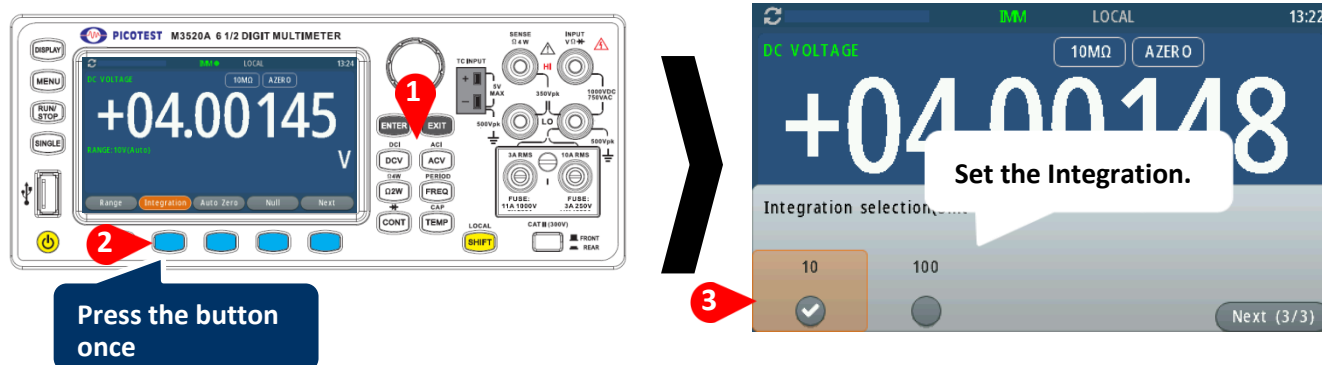 PICOTEST M3520A 6 1/2 DIGIT MULTIMETER
DISPLAY
MENU
RUN/
STOP
SINGLE
IMM LOCAL 13:24
DC VOLTAGE
10MΩ AZERO
+04.00145
RANGE: 10V(Auto)
V
Range Integration Auto Zero Null Next
1
ENTER EXIT
DCI ACI
DCV ACV
Ω4W PERIOD
Ω2W FREQ
CAP
CONT TEMP
LOCAL
SHIFT
TC INPUT
+
−
5V
MAX
500Vpk
SENSE
Ω 4 W
INPUT
V Ω
HI
350Vpk
1000VDC
750VAC
LO
500Vpk
500Vpk
3A RMS 10A RMS
I
FUSE:
11A 1000V
FUSE:
3A 250V
CAT II (300V)
FRONT
REAR
2
Press the button
once
IMM LOCAL 13:22
DC VOLTAGE
10MΩ AZERO
+04.00148
Set the Integration.
Integration selection
10 100
3
Next (3/3)